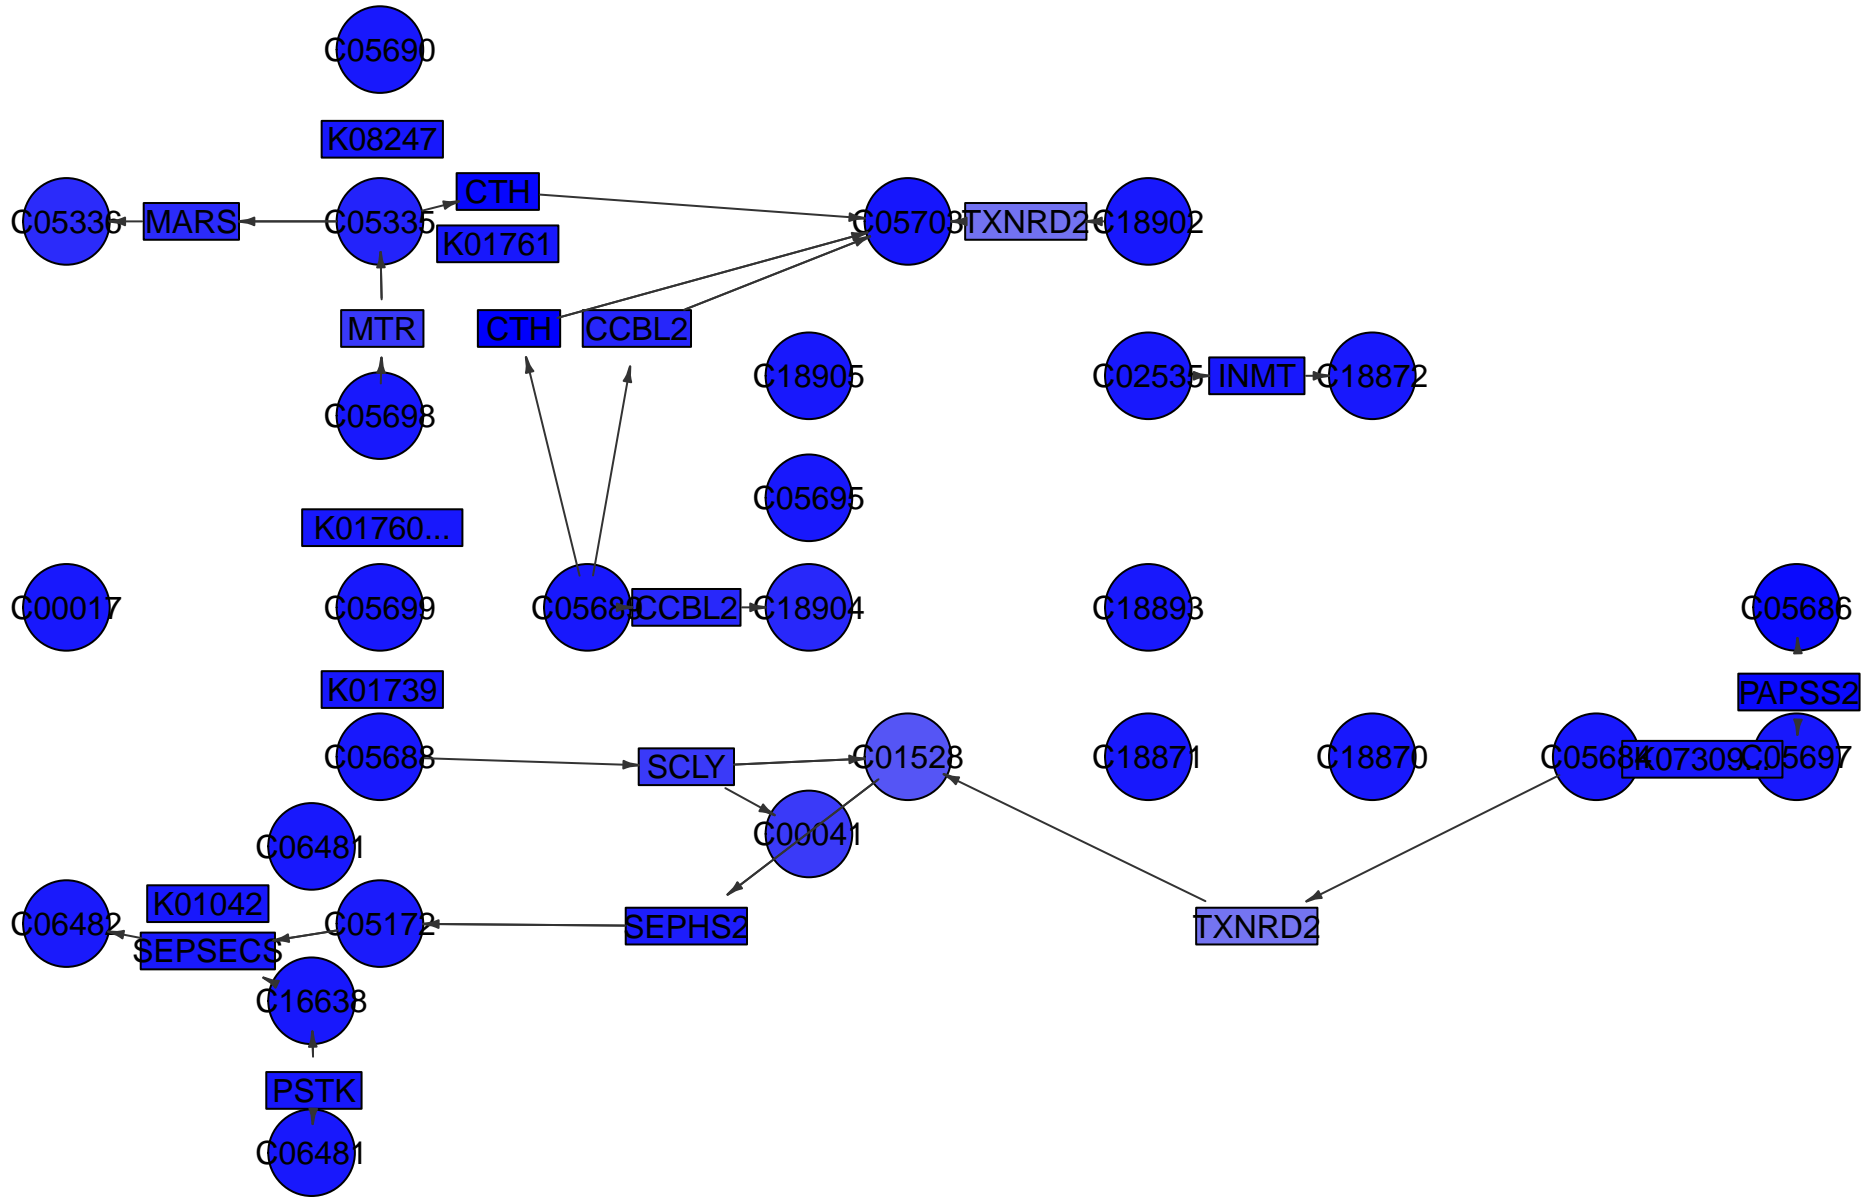 C05690
K08247
CTH
C05336
MARS
C05335
C05703
TXNRD2
C18902
K01761
MTR
CTH
CCBL2
C18905
C02535
INMT
C18872
C05698
C05695
K01760...
C00017
C05699
C05689
CCBL2
C18904
C18893
C05686
K01739
PAPSS2
C05688
SCLY
C01528
C18871
C18870
C05684
K07309...
C05697
C00041
C06481
K01042
C06482
C05172
SEPHS2
TXNRD2
SEPSECS
C16638
PSTK
C06481